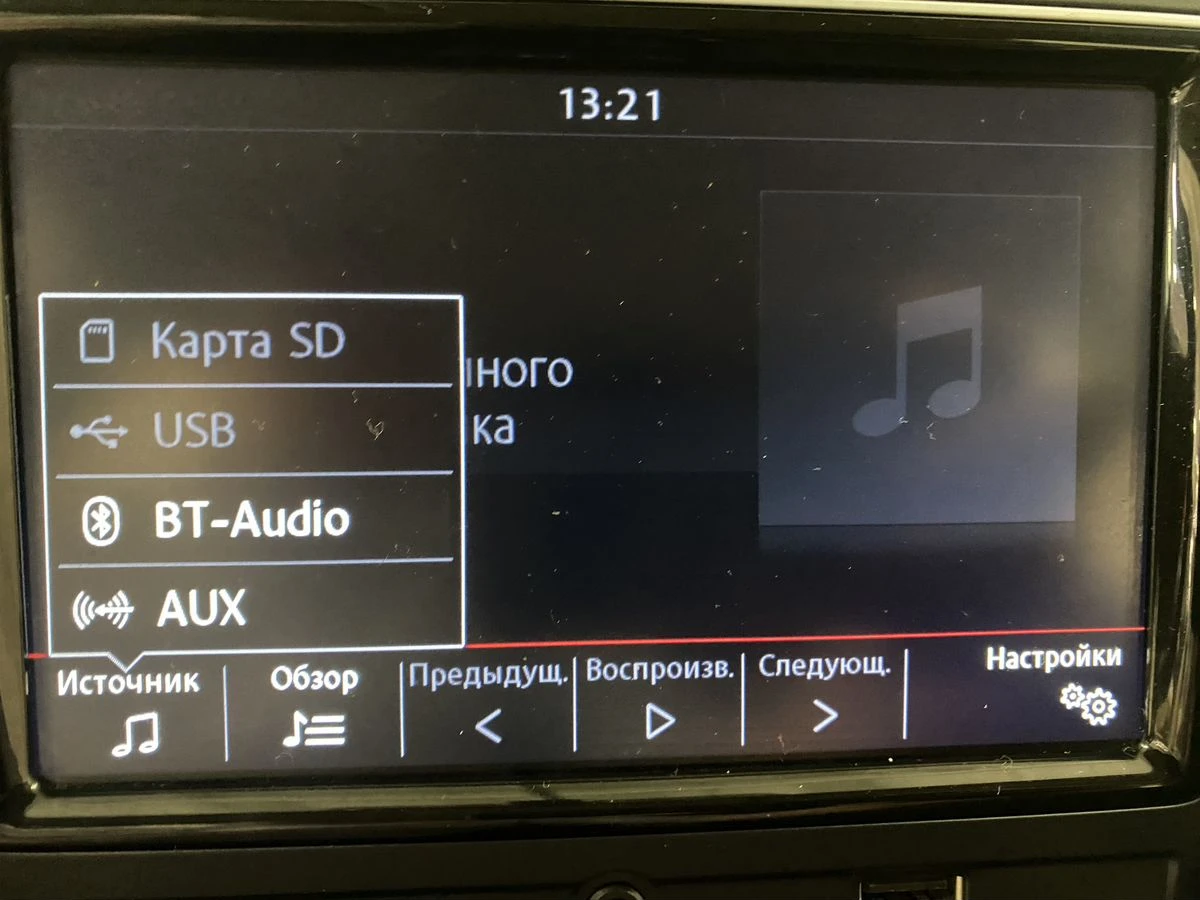 13:21
Карта SD
USB
ного
ка
BT-Audio
AUX
Источник
Обзор
Предыдущ.
Воспроизв.
Следующ.
Настройки